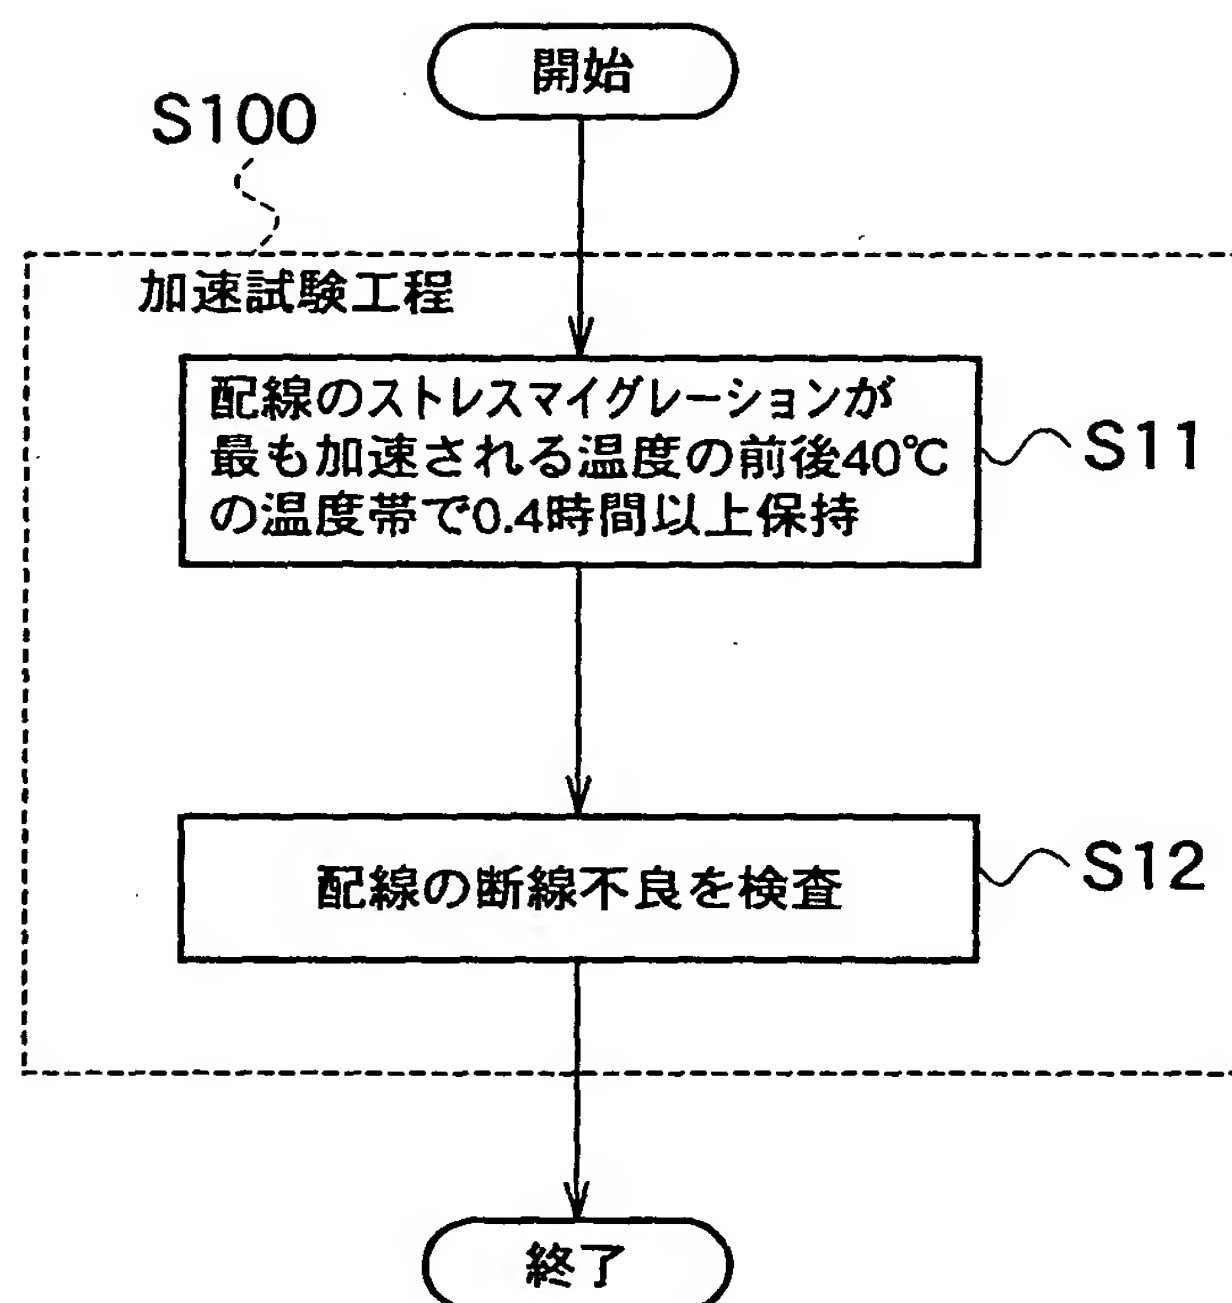 開始
S100
加速試験工程
配線のストレスマイグレーションが
最も加速される温度の前後40℃
の温度帯で0.4時間以上保持
S11
配線の断線不良を検査
S12
終了